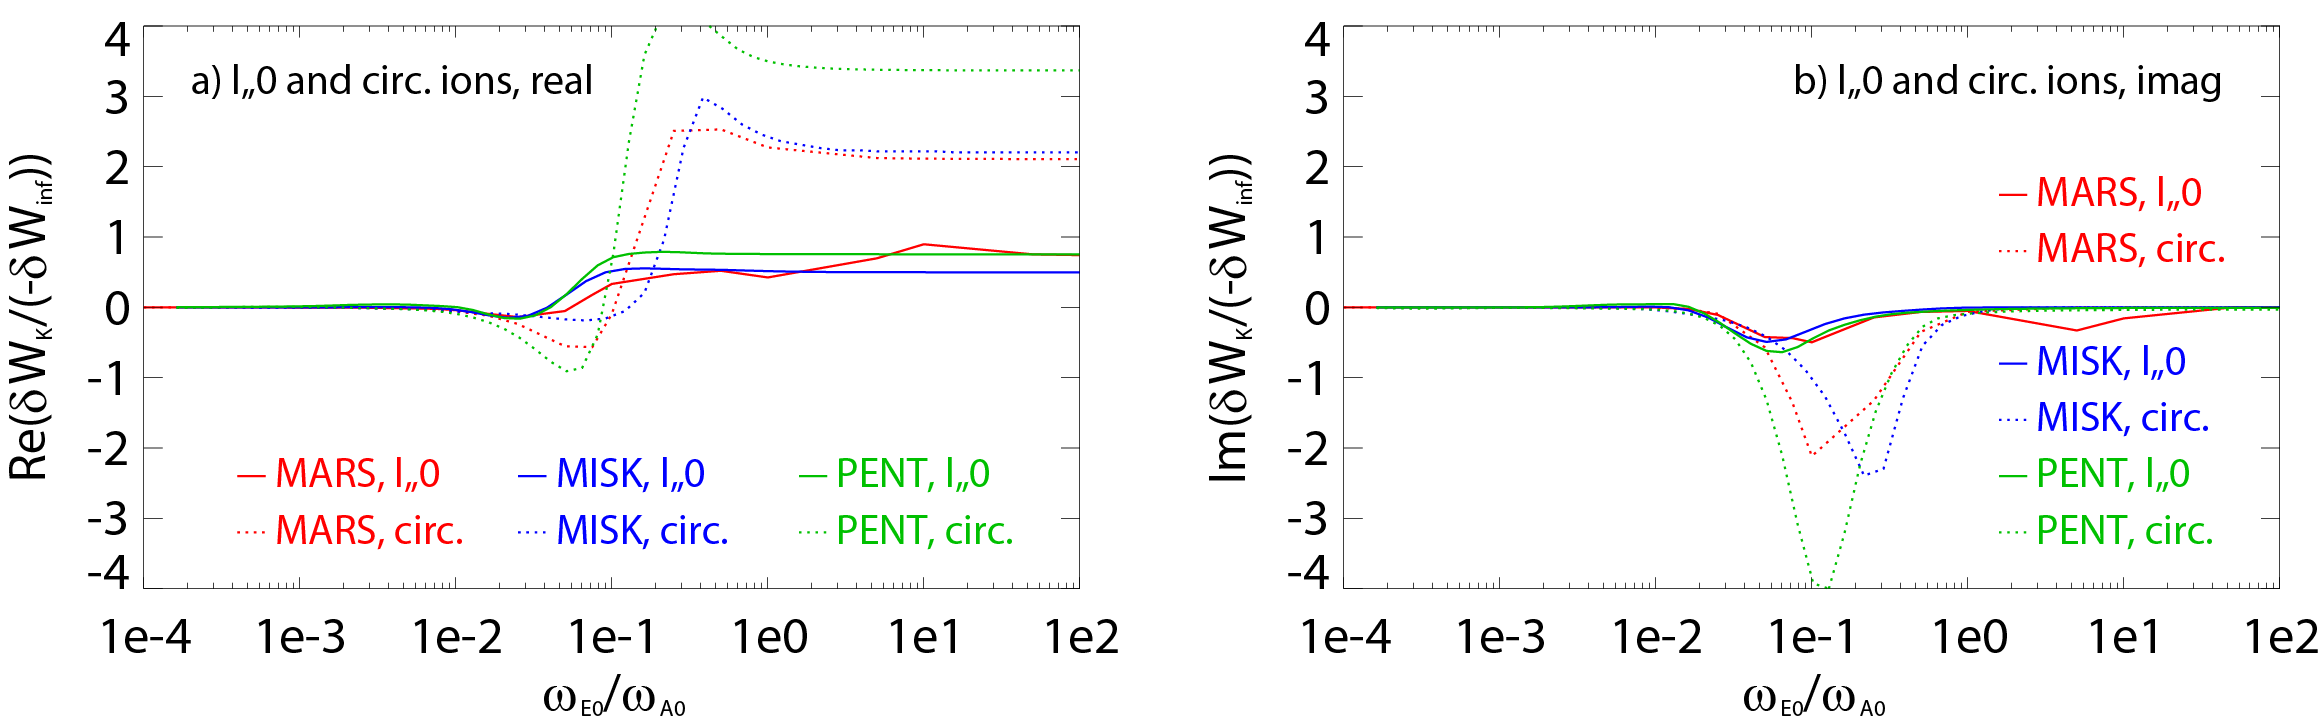 a) l„0 and circ. ions, real
Re(δW_K/(-δW_inf))
4
3
2
1
0
-1
-2
-3
-4
MARS, l„0
MISK, l„0
PENT, l„0
MARS, circ.
MISK, circ.
PENT, circ.
1e-4 1e-3 1e-2 1e-1 1e0 1e1 1e2
ω_E0/ω_A0
b) l„0 and circ. ions, imag
Im(δW_K/(-δW_inf))
4
3
2
1
0
-1
-2
-3
-4
MARS, l„0
MARS, circ.
MISK, l„0
MISK, circ.
PENT, l„0
PENT, circ.
1e-4 1e-3 1e-2 1e-1 1e0 1e1 1e2
ω_E0/ω_A0